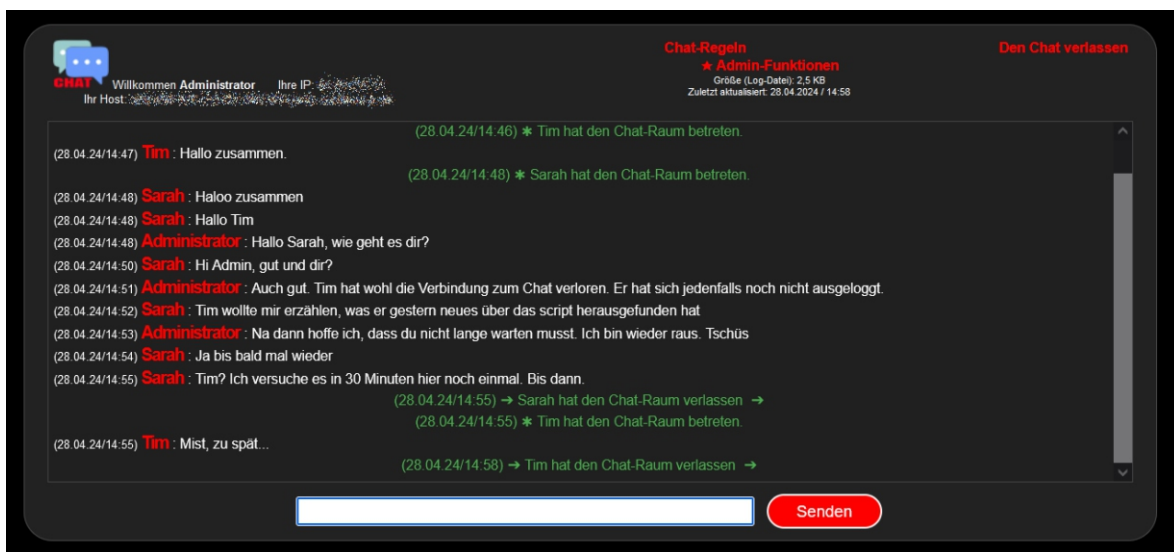 Chat-Regeln
Den Chat verlassen
★ Admin-Funktionen
CHAT
Willkommen Administrator Ihre IP:
Größe (Log-Datei): 2,5 KB
Ihr Host:
Zuletzt aktualisiert: 28.04.2024 / 14:58
(28.04.24/14:46) ✱ Tim hat den Chat-Raum betreten.
(28.04.24/14:47) Tim : Hallo zusammen.
(28.04.24/14:48) ✱ Sarah hat den Chat-Raum betreten.
(28.04.24/14:48) Sarah : Haloo zusammen
(28.04.24/14:48) Sarah : Hallo Tim
(28.04.24/14:48) Administrator : Hallo Sarah, wie geht es dir?
(28.04.24/14:50) Sarah : Hi Admin, gut und dir?
(28.04.24/14:51) Administrator : Auch gut. Tim hat wohl die Verbindung zum Chat verloren. Er hat sich jedenfalls noch nicht ausgeloggt.
(28.04.24/14:52) Sarah : Tim wollte mir erzählen, was er gestern neues über das script herausgefunden hat
(28.04.24/14:53) Administrator : Na dann hoffe ich, dass du nicht lange warten musst. Ich bin wieder raus. Tschüs
(28.04.24/14:54) Sarah : Ja bis bald mal wieder
(28.04.24/14:55) Sarah : Tim? Ich versuche es in 30 Minuten hier noch einmal. Bis dann.
(28.04.24/14:55) ➔ Sarah hat den Chat-Raum verlassen ➔
(28.04.24/14:55) ✱ Tim hat den Chat-Raum betreten.
(28.04.24/14:55) Tim : Mist, zu spät...
(28.04.24/14:58) ➔ Tim hat den Chat-Raum verlassen ➔
Senden